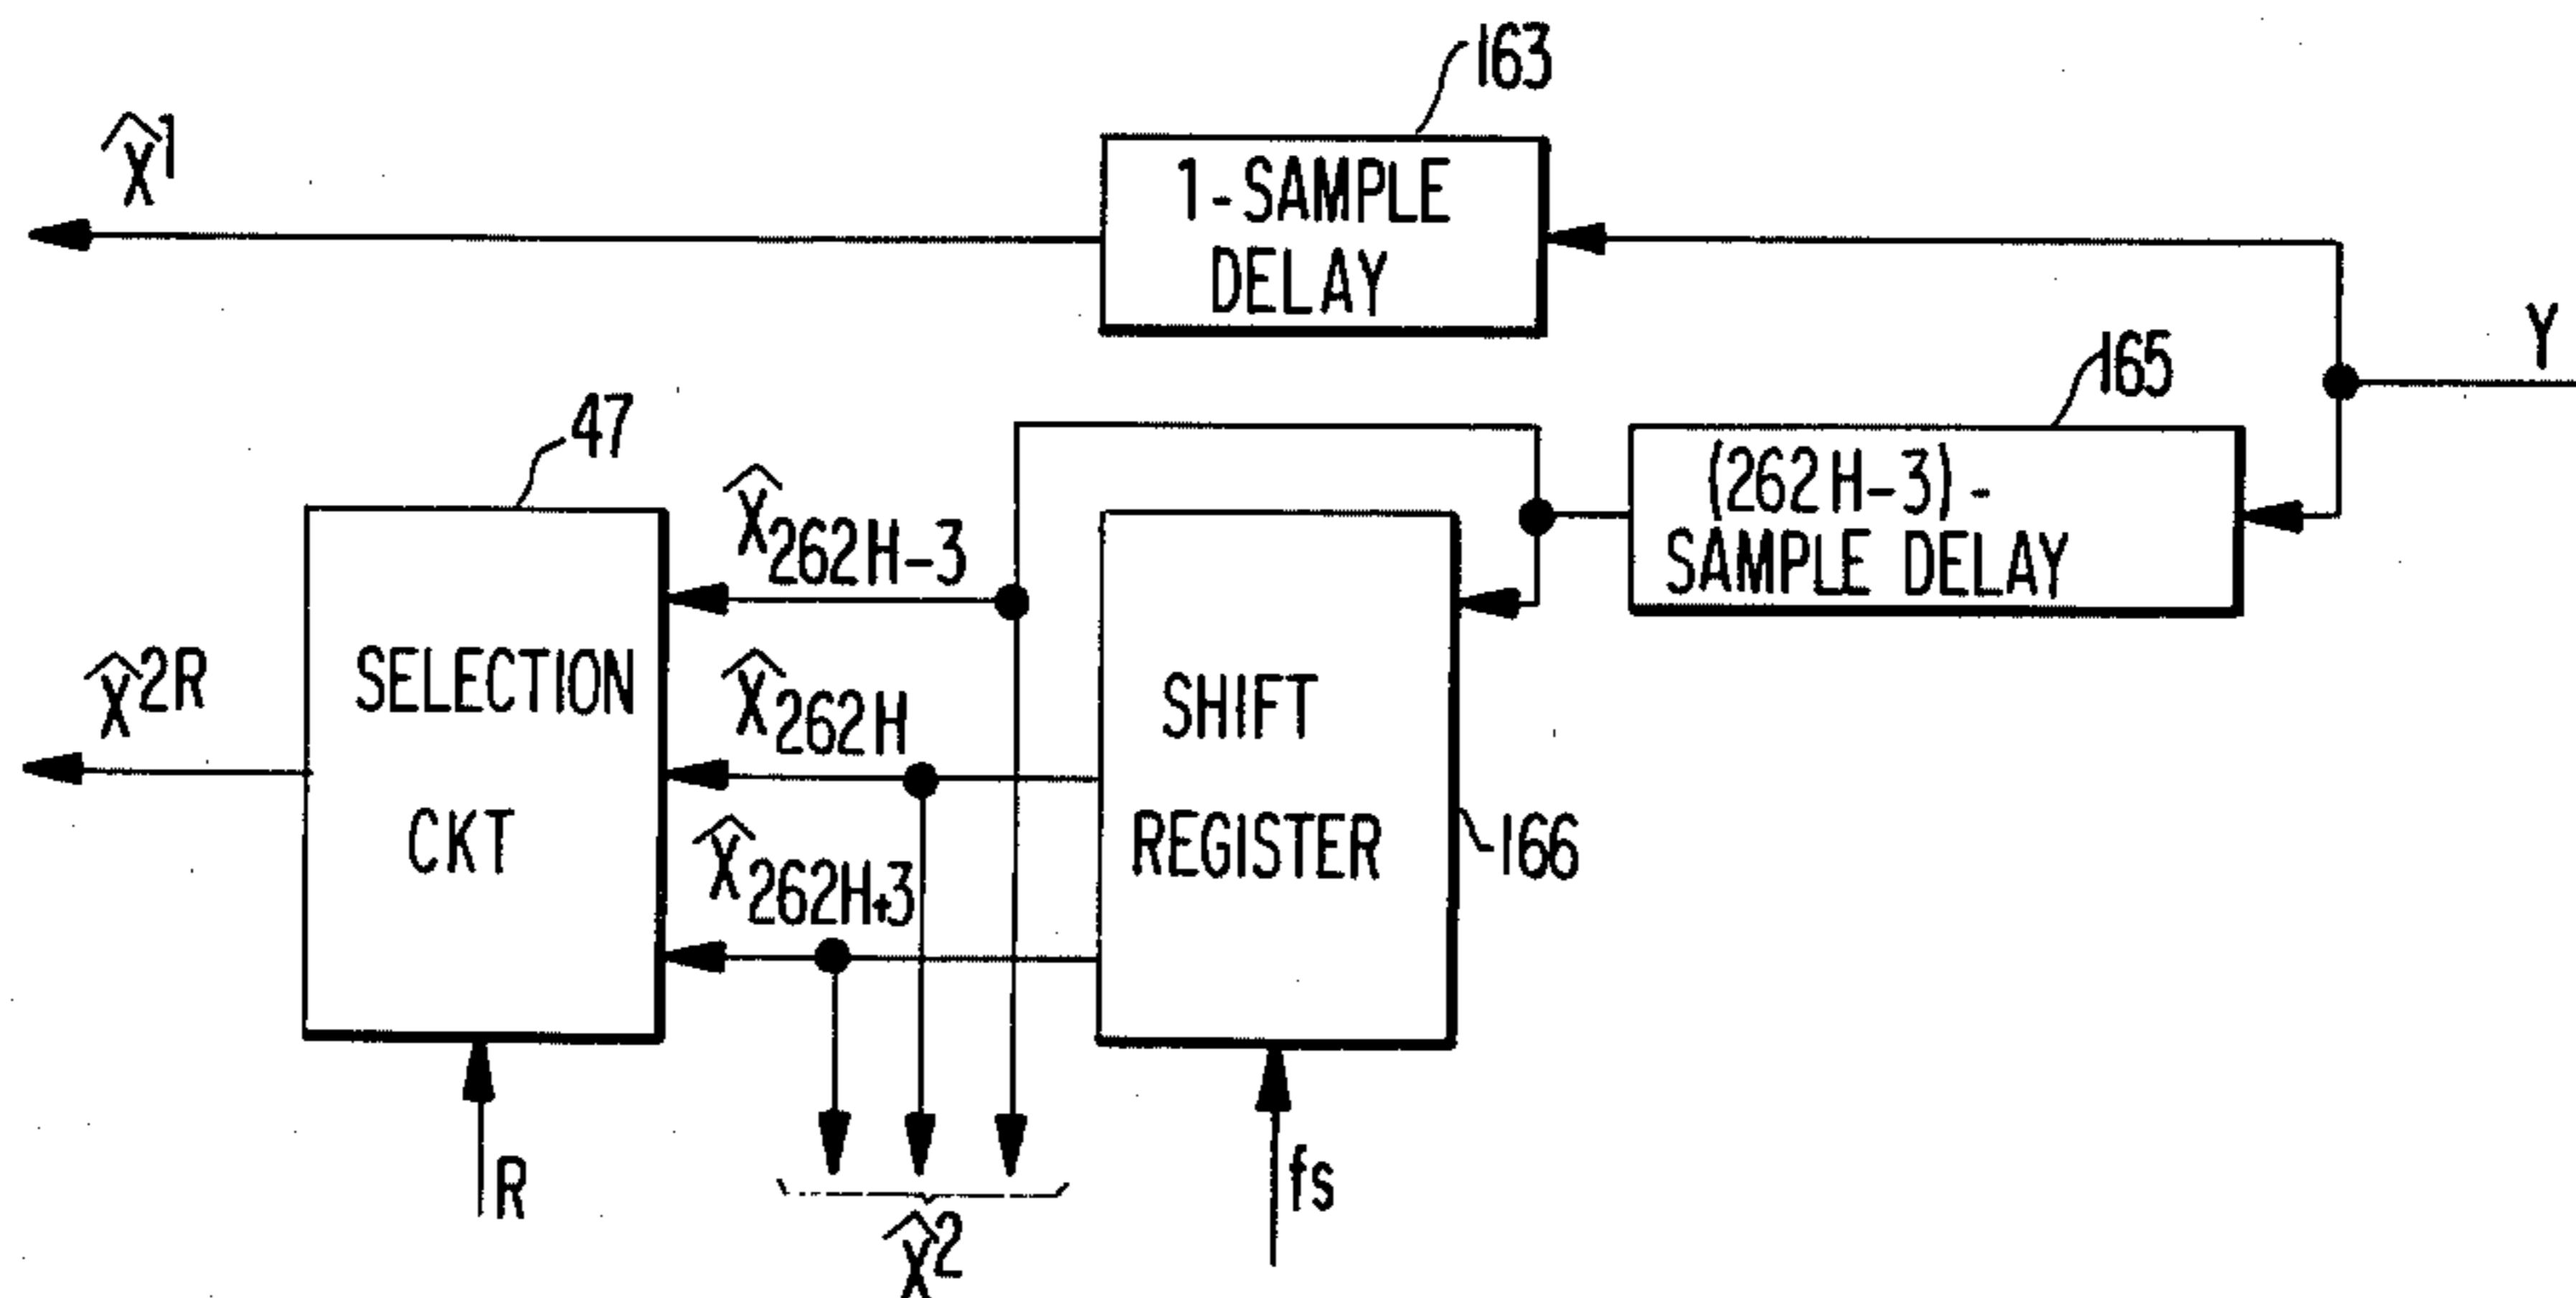 163
X̂1
1-SAMPLE
DELAY
Y
165
47
(262H-3)-
SAMPLE DELAY
X̂262H-3
X̂2R
SELECTION
CKT
X̂262H
SHIFT
REGISTER
X̂262H+3
166
R
fs
X̂2